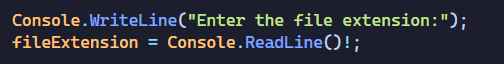 Console.WriteLine("Enter the file extension:");
fileExtension = Console.ReadLine()!;